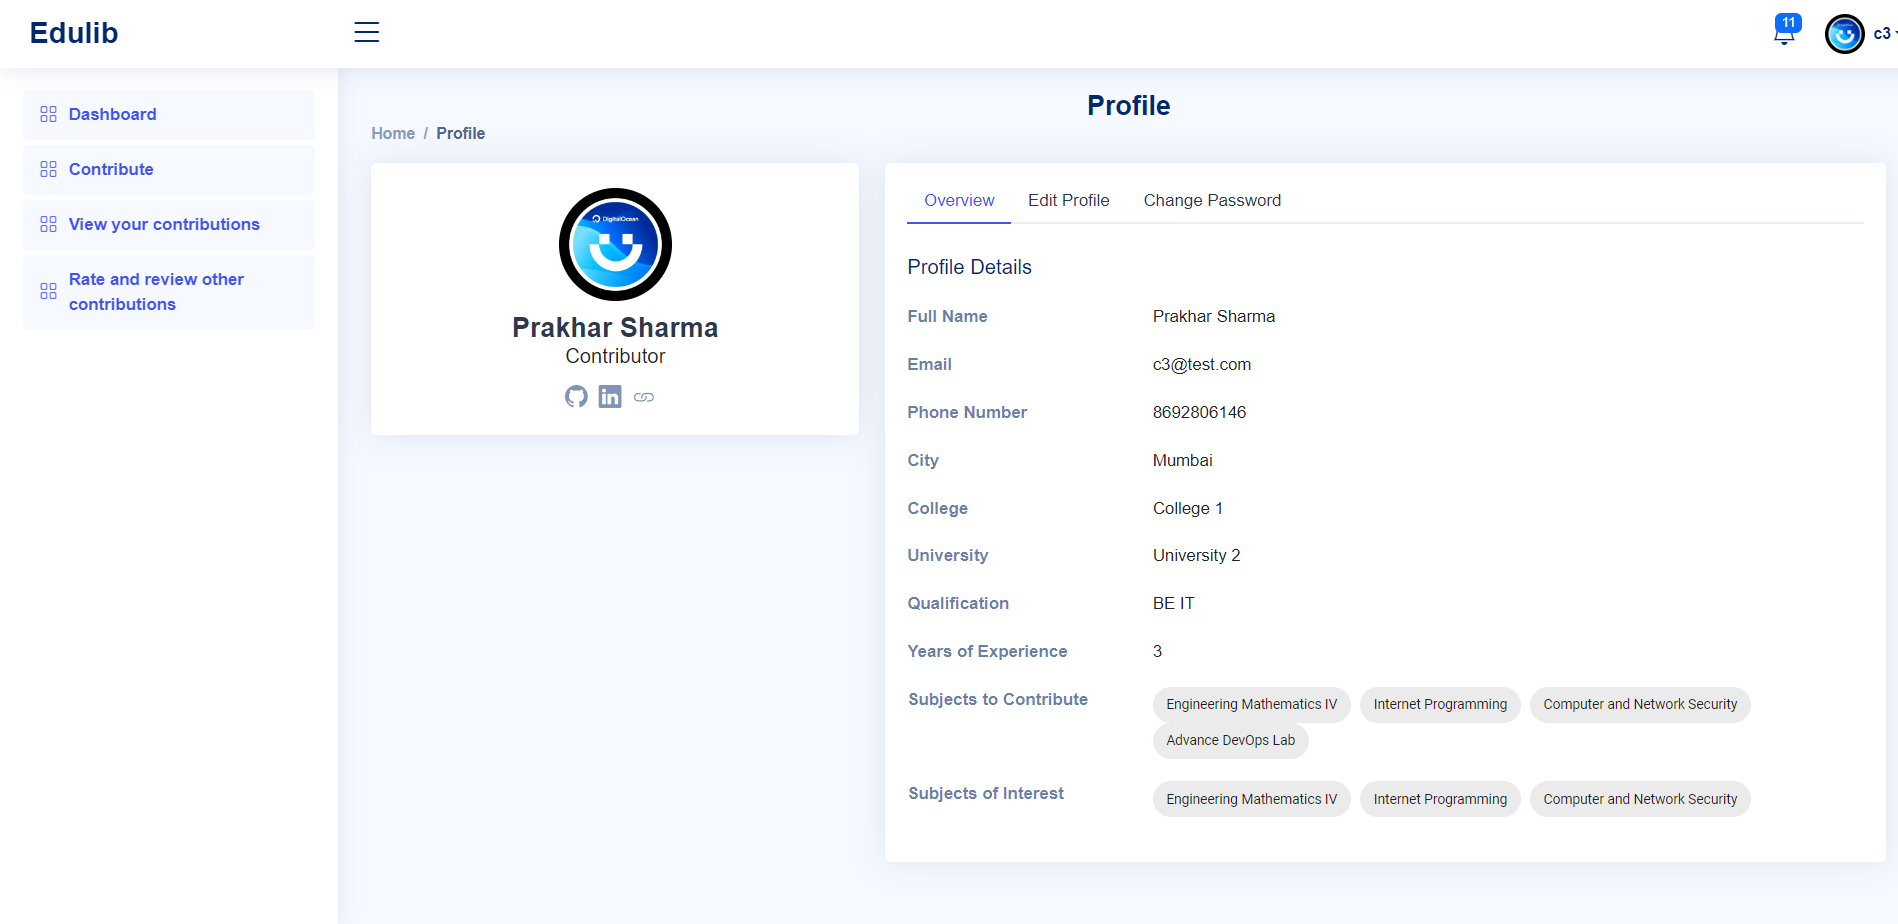 Edulib
11
c3
Dashboard
Contribute
View your contributions
Rate and review other
contributions
Profile
Home / Profile
DigitalOcean
Prakhar Sharma
Contributor
in
Overview Edit Profile Change Password
Profile Details
Full Name Prakhar Sharma
Email c3@test.com
Phone Number 8692806146
City Mumbai
College College 1
University University 2
Qualification BE IT
Years of Experience 3
Subjects to Contribute Engineering Mathematics IV Internet Programming Computer and Network Security
Advance DevOps Lab
Subjects of Interest Engineering Mathematics IV Internet Programming Computer and Network Security